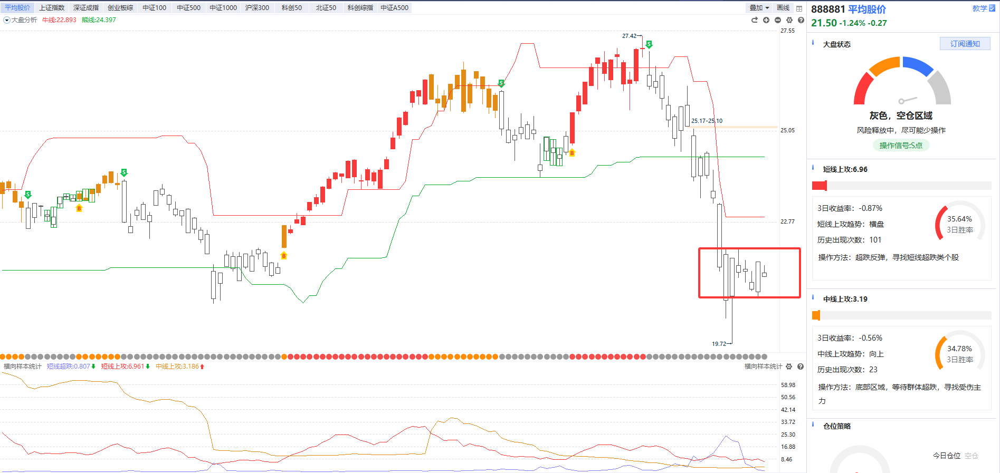 平均股价 上证指数 深证成指 创业板综 中证100 中证500 中证1000 沪深300 科创50 北证50 科创综指 中证A500 叠加 画线
大盘分析 牛线:22.893 熊线:24.397
27.55
27.42
S
S
25.17-25.10
25.05
B
S
S
B
22.77
B
19.72
横向样本统计 短线超跌:0.807 短线上攻:6.961 中线上攻:3.186 横向样本统计
58.98
50.56
42.14
33.72
25.30
16.88
8.46
888881 平均股价 教学
21.50 -1.24% -0.27
大盘状态 订阅通知
灰色，空仓区域
风险释放中，尽可能少操作
操作信号:S点
短线上攻:6.96
3日收益率：-0.87%
短线上攻趋势：横盘
历史出现次数：101
35.64%
3日胜率
操作方法：超跌反弹，寻找短线超跌类个股
中线上攻:3.19
3日收益率：-0.56%
中线上攻趋势：向上
历史出现次数：23
34.78%
3日胜率
操作方法：底部区域，等待群体超跌，寻找受伤主
力
仓位策略
今日仓位 空仓